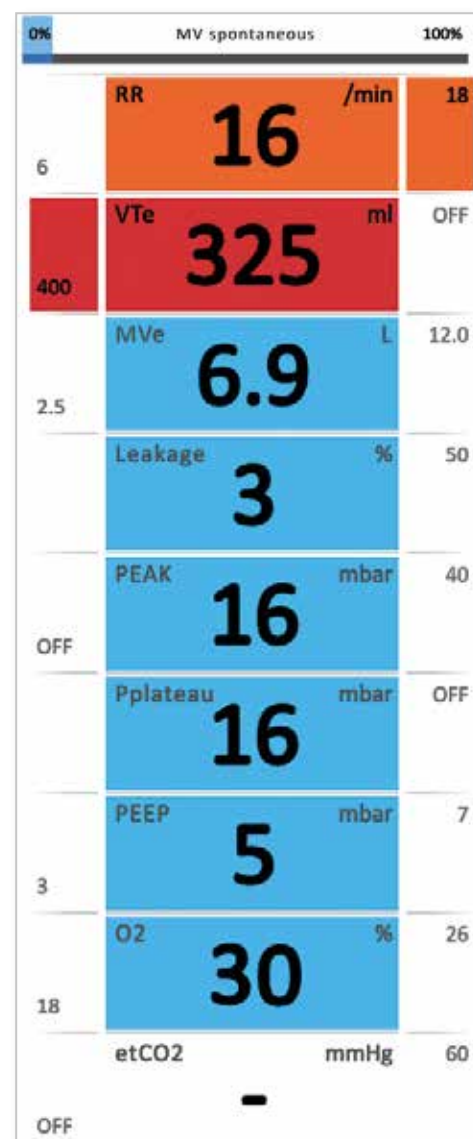 0% MV spontaneous 100%
RR /min 18
16
6
VTe ml OFF
325
400
MVe L 12.0
6.9
2.5
Leakage % 50
3
PEAK mbar 40
16
OFF
Pplateau mbar OFF
16
PEEP mbar 7
5
3
O2 % 26
30
18
etCO2 mmHg 60
-
OFF